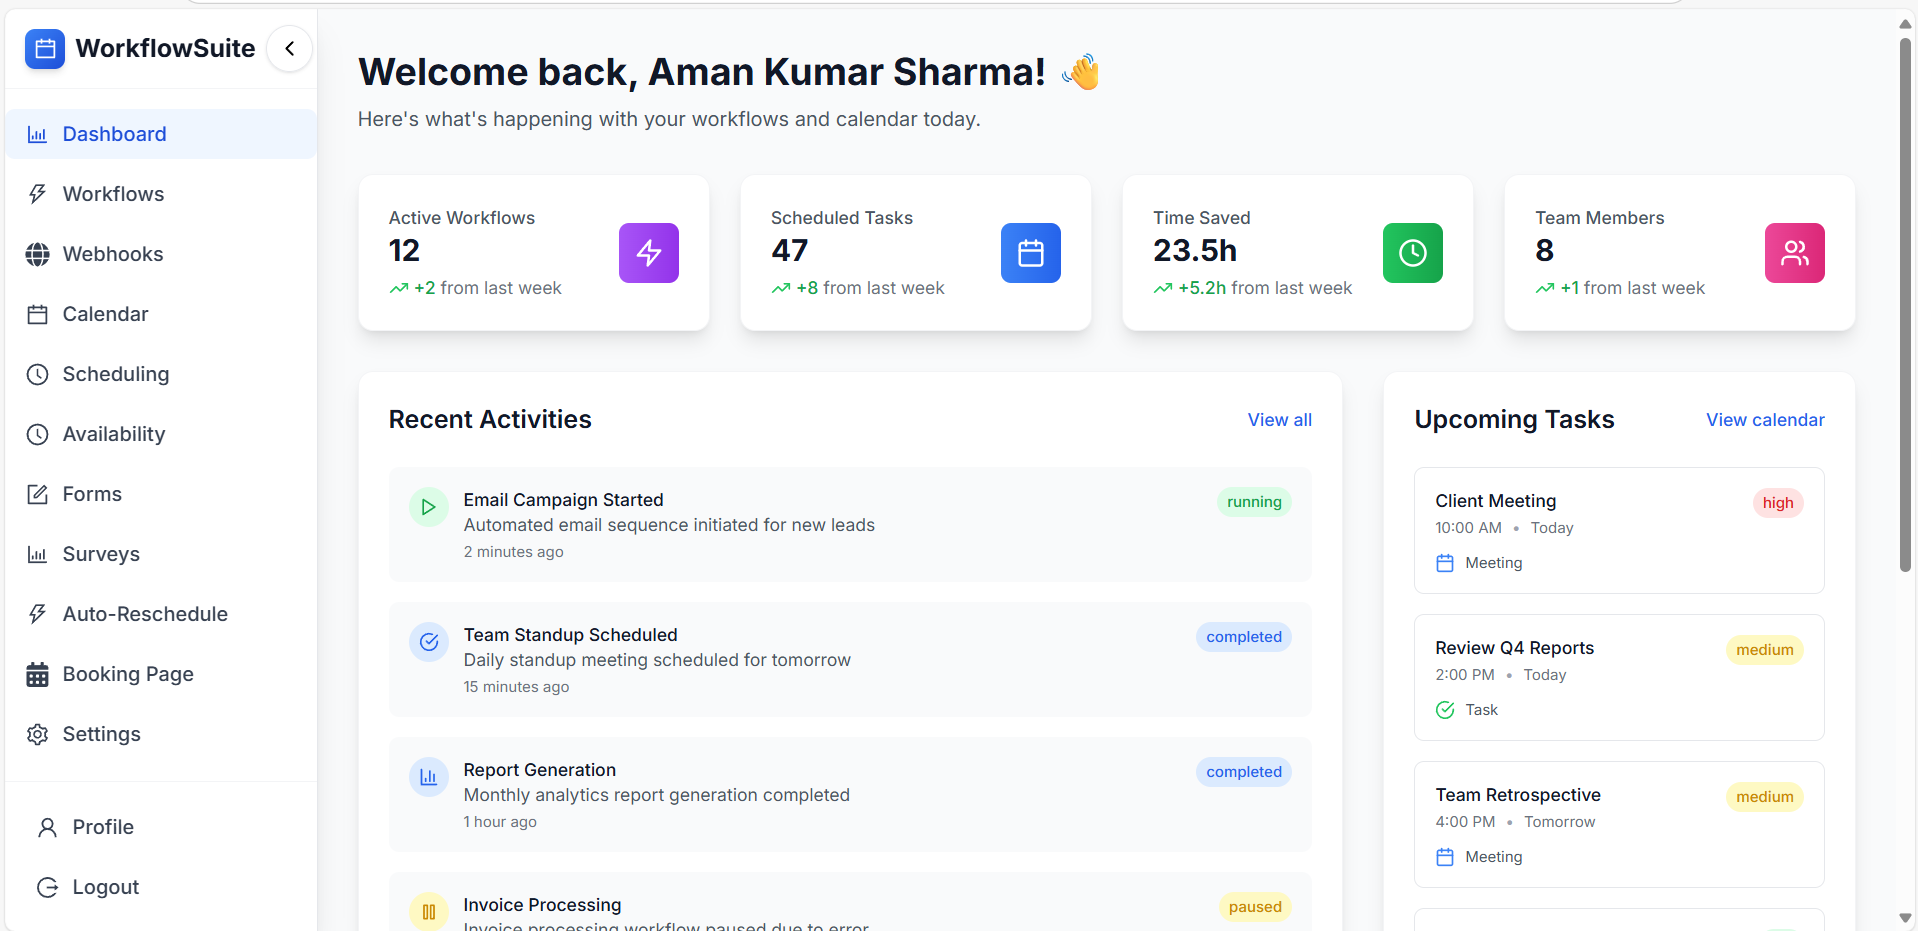 WorkflowSuite
Dashboard
Workflows
Webhooks
Calendar
Scheduling
Availability
Forms
Surveys
Auto-Reschedule
Booking Page
Settings
Profile
Logout
Welcome back, Aman Kumar Sharma! 👋
Here's what's happening with your workflows and calendar today.
Active Workflows
12
+2 from last week
Scheduled Tasks
47
+8 from last week
Time Saved
23.5h
+5.2h from last week
Team Members
8
+1 from last week
Recent Activities
View all
Email Campaign Started
running
Automated email sequence initiated for new leads
2 minutes ago
Team Standup Scheduled
completed
Daily standup meeting scheduled for tomorrow
15 minutes ago
Report Generation
completed
Monthly analytics report generation completed
1 hour ago
Invoice Processing
paused
Invoice processing workflow paused due to error
Upcoming Tasks
View calendar
Client Meeting
high
10:00 AM • Today
Meeting
Review Q4 Reports
medium
2:00 PM • Today
Task
Team Retrospective
medium
4:00 PM • Tomorrow
Meeting